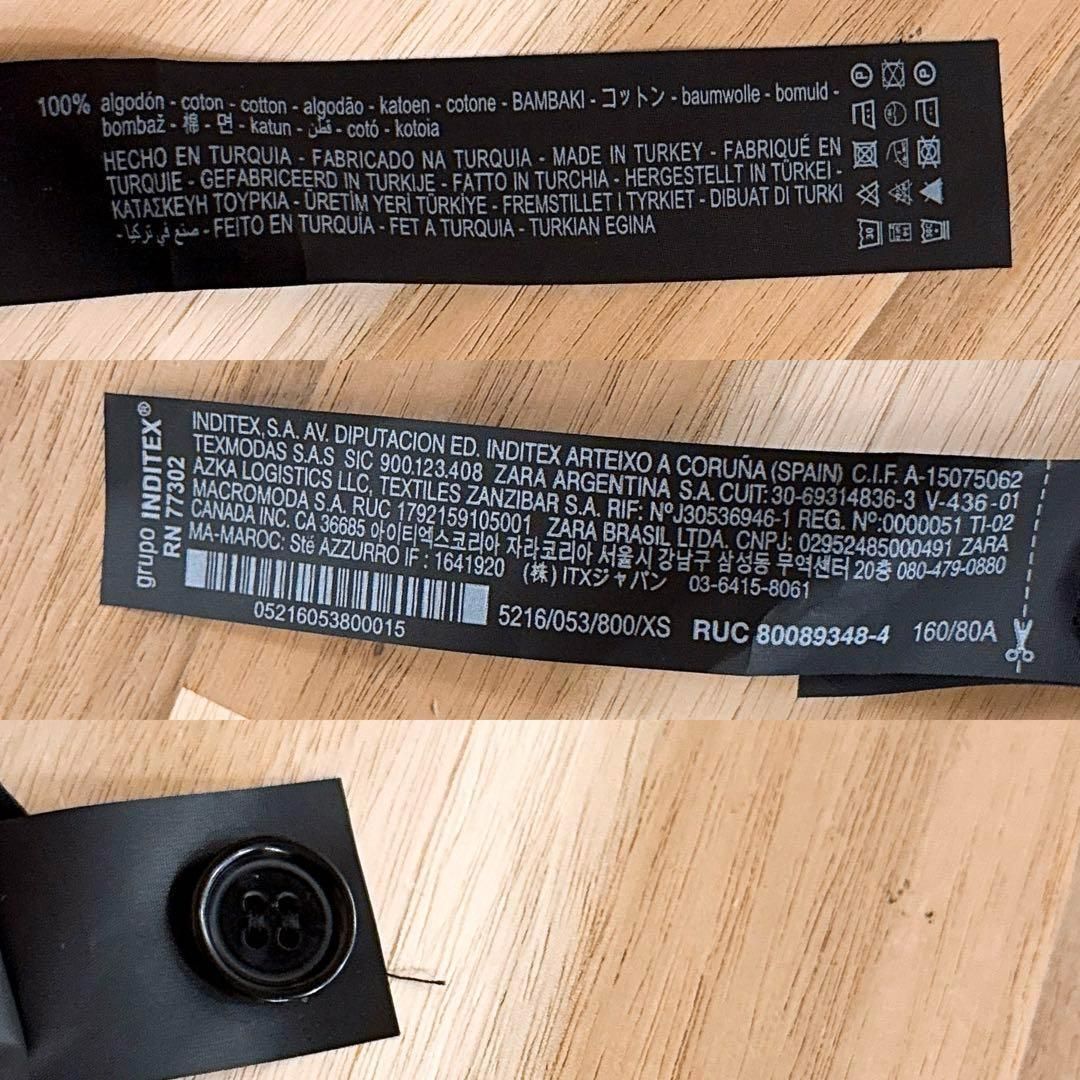 100% algodón - coton - cotton - algodão - katoen - cotone - BAMBAKI - コットン - baumwolle - bomuld -
bombaž - 棉 - 면 - katun - قطن - cotó - kotoia
HECHO EN TURQUIA - FABRICADO NA TURQUIA - MADE IN TURKEY - FABRIQUÉ EN
TURQUIE - GEFABRICEERD IN TURKIJE - FATTO IN TURCHIA - HERGESTELLT IN TÜRKEI -
ΚΑΤΑΣΚΕΥΗ ΤΟΥΡΚΙΑ - ÜRETİM YERİ TÜRKİYE - FREMSTILLET I TYRKIET - DIBUAT DI TURKI
- صنع في تركيا - FEITO EN TURQUÍA - FET A TURQUIA - TURKIAN EGINA
P P
30
grupo INDITEX®
RN 77302
INDITEX, S.A. AV. DIPUTACION ED. INDITEX ARTEIXO A CORUÑA (SPAIN) C.I.F. A-15075062
TEXMODAS S.A.S SIC 900.123.408 ZARA ARGENTINA S.A. CUIT: 30-69314836-3 V-436-01
AZKA LOGISTICS LLC, TEXTILES ZANZIBAR S.A. RIF: NºJ30536946-1 REG. Nº:0000051 TI-02
MACROMODA S.A. RUC 1792159105001 ZARA BRASIL LTDA. CNPJ: 02952485000491 ZARA
CANADA INC. CA 36685 아이티엑스코리아 자라코리아 서울시 강남구 삼성동 무역센터 20층 080-479-0880
MA-MAROC: Sté AZZURRO IF : 1641920 (株) ITXジャパン 03-6415-8061
05216053800015 5216/053/800/XS RUC 80089348-4 160/80A